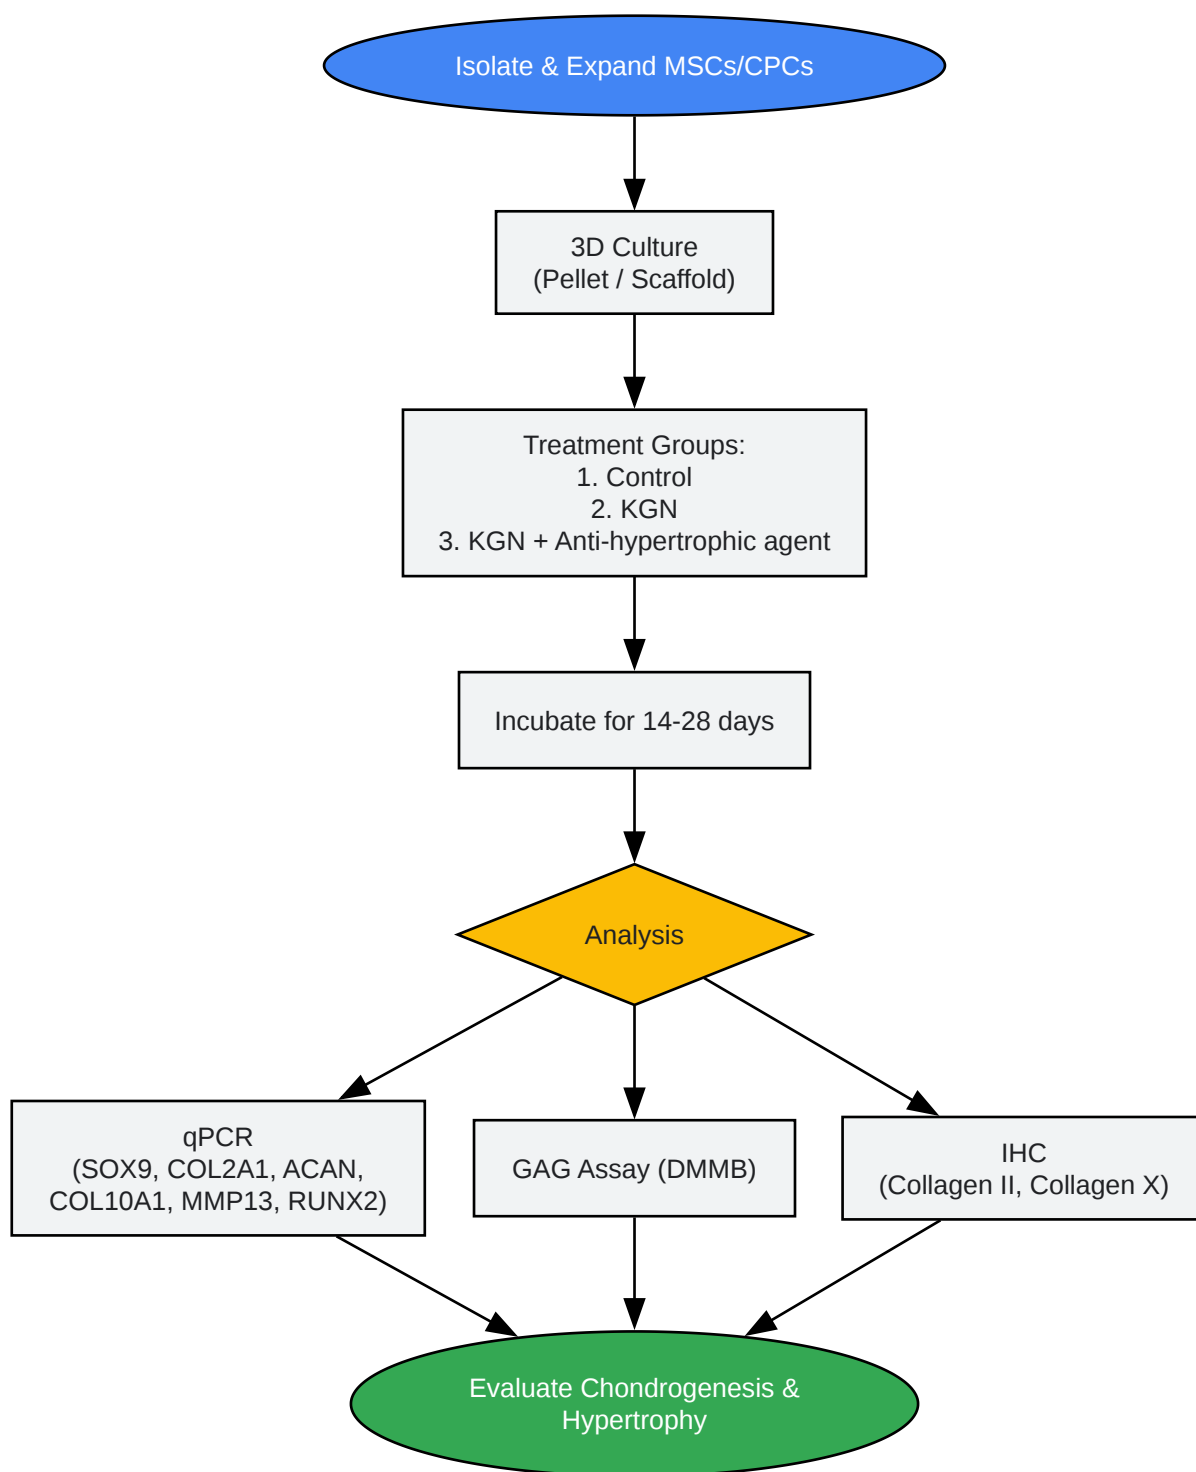 Isolate & Expand MSCs/CPCs
3D Culture
(Pellet / Scaffold)
Treatment Groups:
1. Control
2. KGN
3. KGN + Anti-hypertrophic agent
Incubate for 14-28 days
Analysis
qPCR
(SOX9, COL2A1, ACAN,
COL10A1, MMP13, RUNX2)
GAG Assay (DMMB)
IHC
(Collagen II, Collagen X)
Evaluate Chondrogenesis &
Hypertrophy